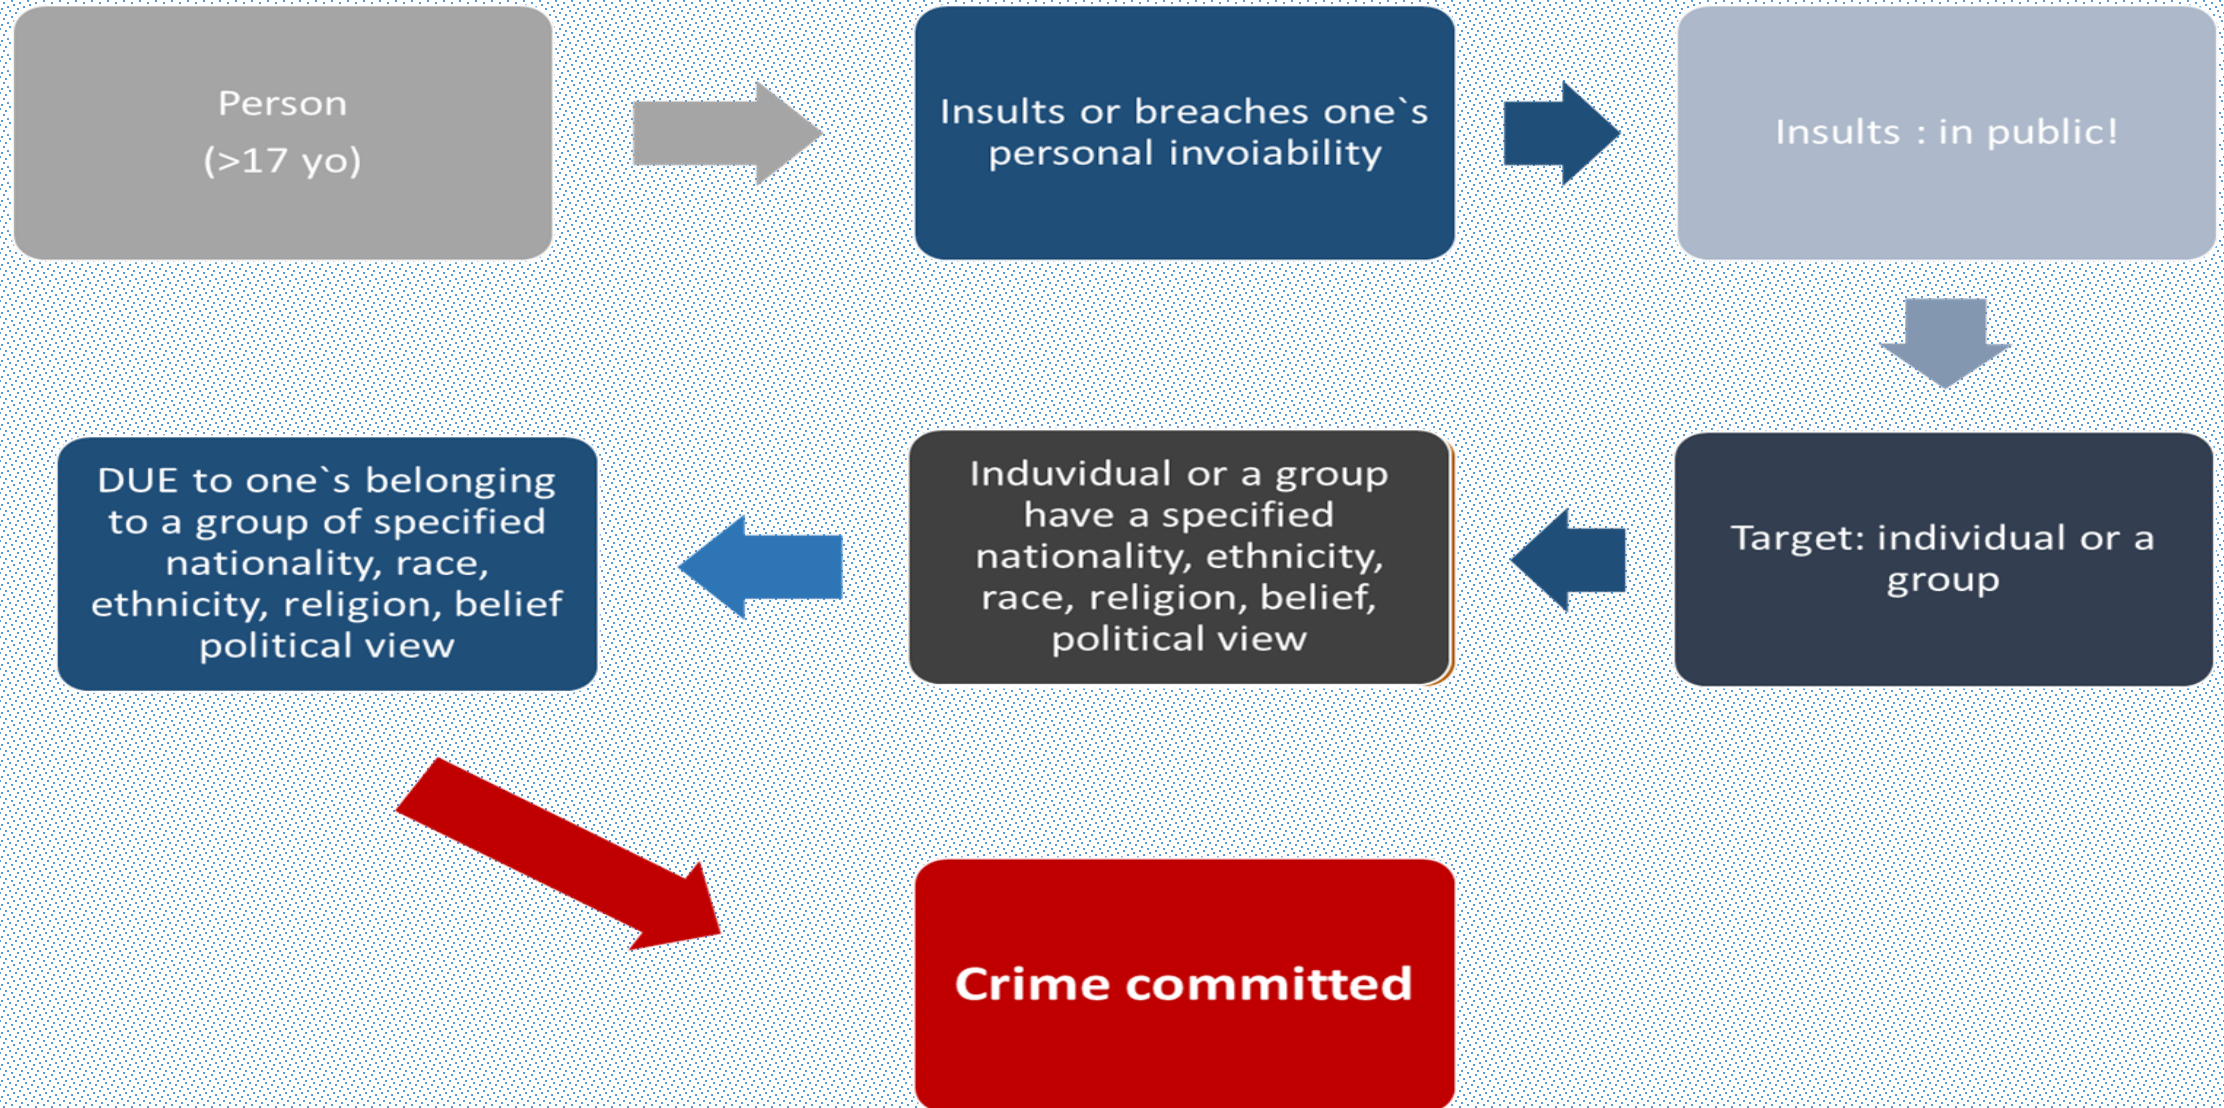 Person
(>17 yo)
Insults or breaches one`s
personal invoiability
Insults : in public!
Target: individual or a
group
Induvidual or a group
have a specified
nationality, ethnicity,
race, religion, belief,
political view
DUE to one`s belonging
to a group of specified
nationality, race,
ethnicity, religion, belief
political view
Crime committed